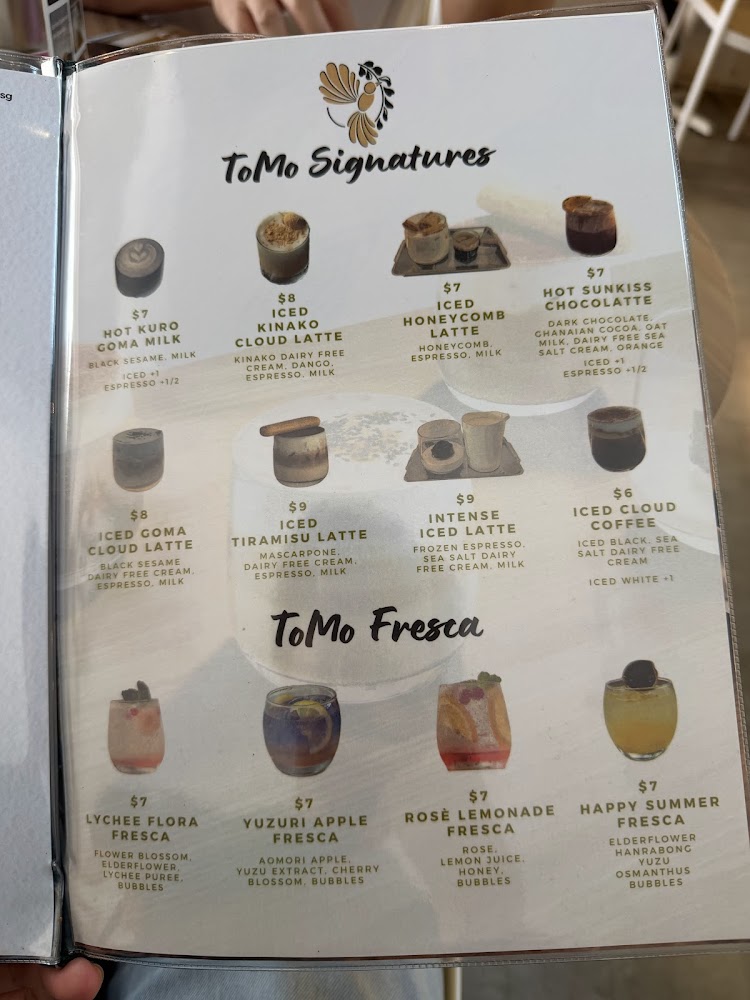 sg
ToMo Signatures
$7
HOT KURO
GOMA MILK
BLACK SESAME, MILK
ICED +1
ESPRESSO +1/2
$8
ICED
KINAKO
CLOUD LATTE
KINAKO DAIRY FREE
CREAM, DANGO,
ESPRESSO, MILK
$7
ICED
HONEYCOMB
LATTE
HONEYCOMB,
ESPRESSO, MILK
$7
HOT SUNKISS
CHOCOLATTE
DARK CHOCOLATE,
GHANAIAN COCOA, OAT
MILK, DAIRY FREE SEA
SALT CREAM, ORANGE
ICED +1
ESPRESSO +1/2
$8
ICED GOMA
CLOUD LATTE
BLACK SESAME
DAIRY FREE CREAM,
ESPRESSO, MILK
$9
ICED
TIRAMISU LATTE
MASCARPONE,
DAIRY FREE CREAM,
ESPRESSO, MILK
$9
INTENSE
ICED LATTE
FROZEN ESPRESSO,
SEA SALT DAIRY
FREE CREAM, MILK
$6
ICED CLOUD
COFFEE
ICED BLACK, SEA
SALT DAIRY FREE
CREAM
ICED WHITE +1
ToMo Fresca
$7
LYCHEE FLORA
FRESCA
FLOWER BLOSSOM,
ELDERFLOWER,
LYCHEE PUREE,
BUBBLES
$7
YUZURI APPLE
FRESCA
AOMORI APPLE,
YUZU EXTRACT, CHERRY
BLOSSOM, BUBBLES
$7
ROSÈ LEMONADE
FRESCA
ROSE,
LEMON JUICE,
HONEY,
BUBBLES
$7
HAPPY SUMMER
FRESCA
ELDERFLOWER
HANRABONG
YUZU
OSMANTHUS
BUBBLES